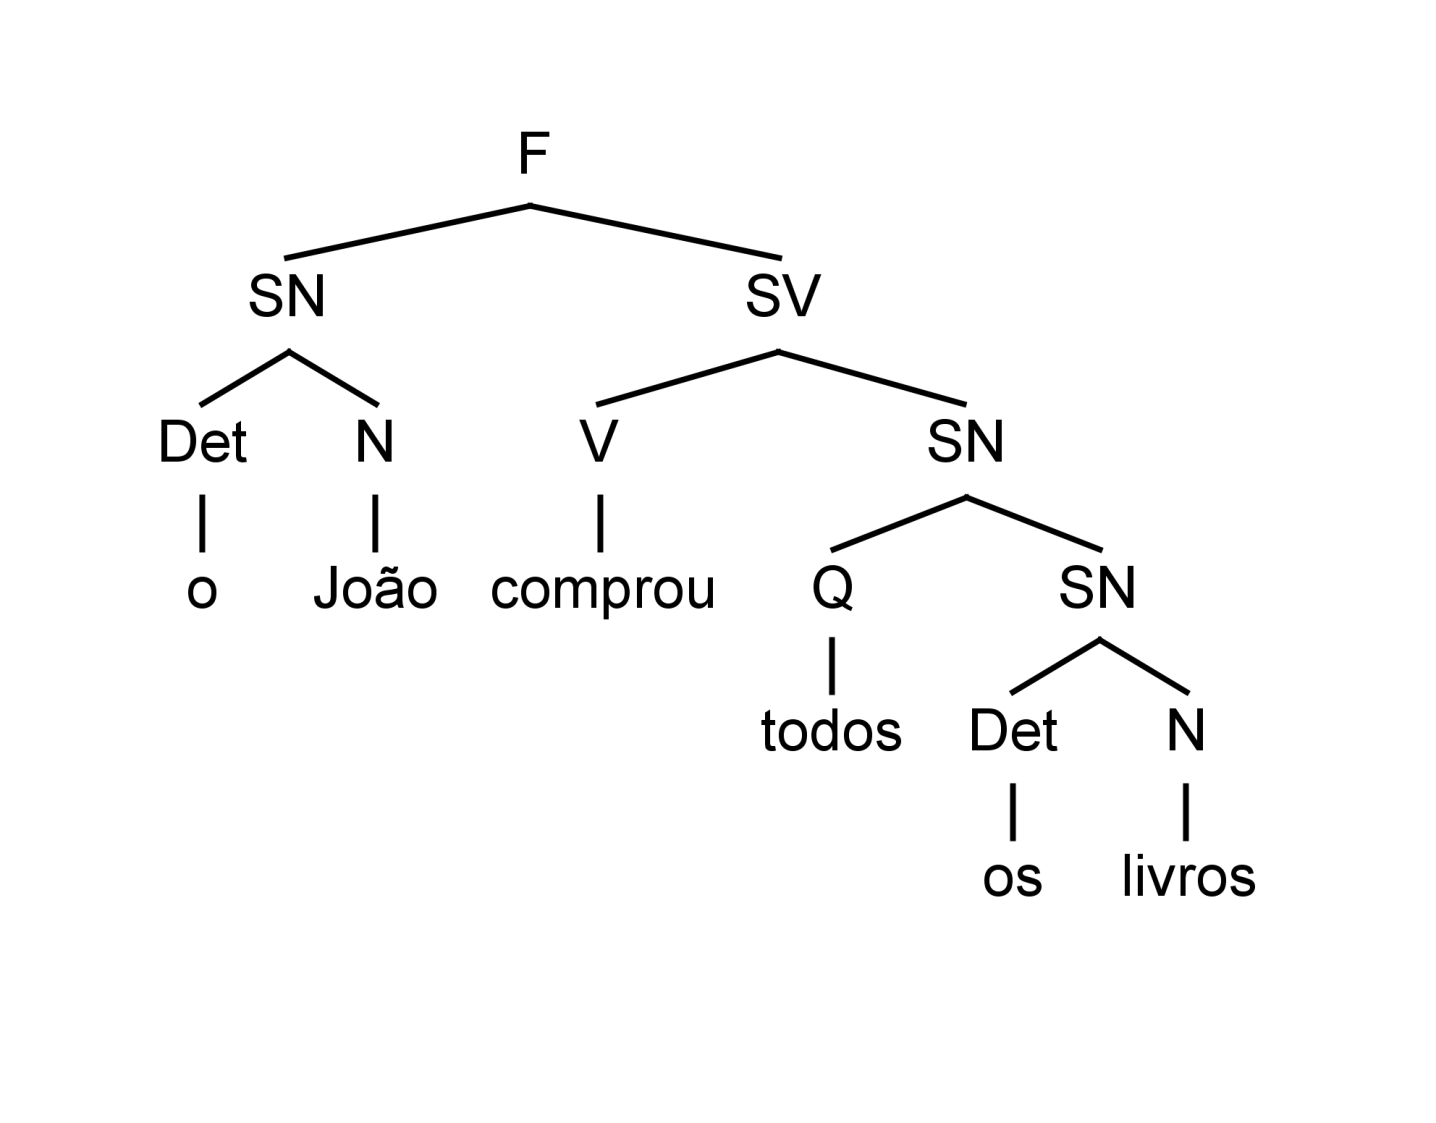 F
SN SV
Det N V SN
o João comprou Q SN
todos Det N
os livros